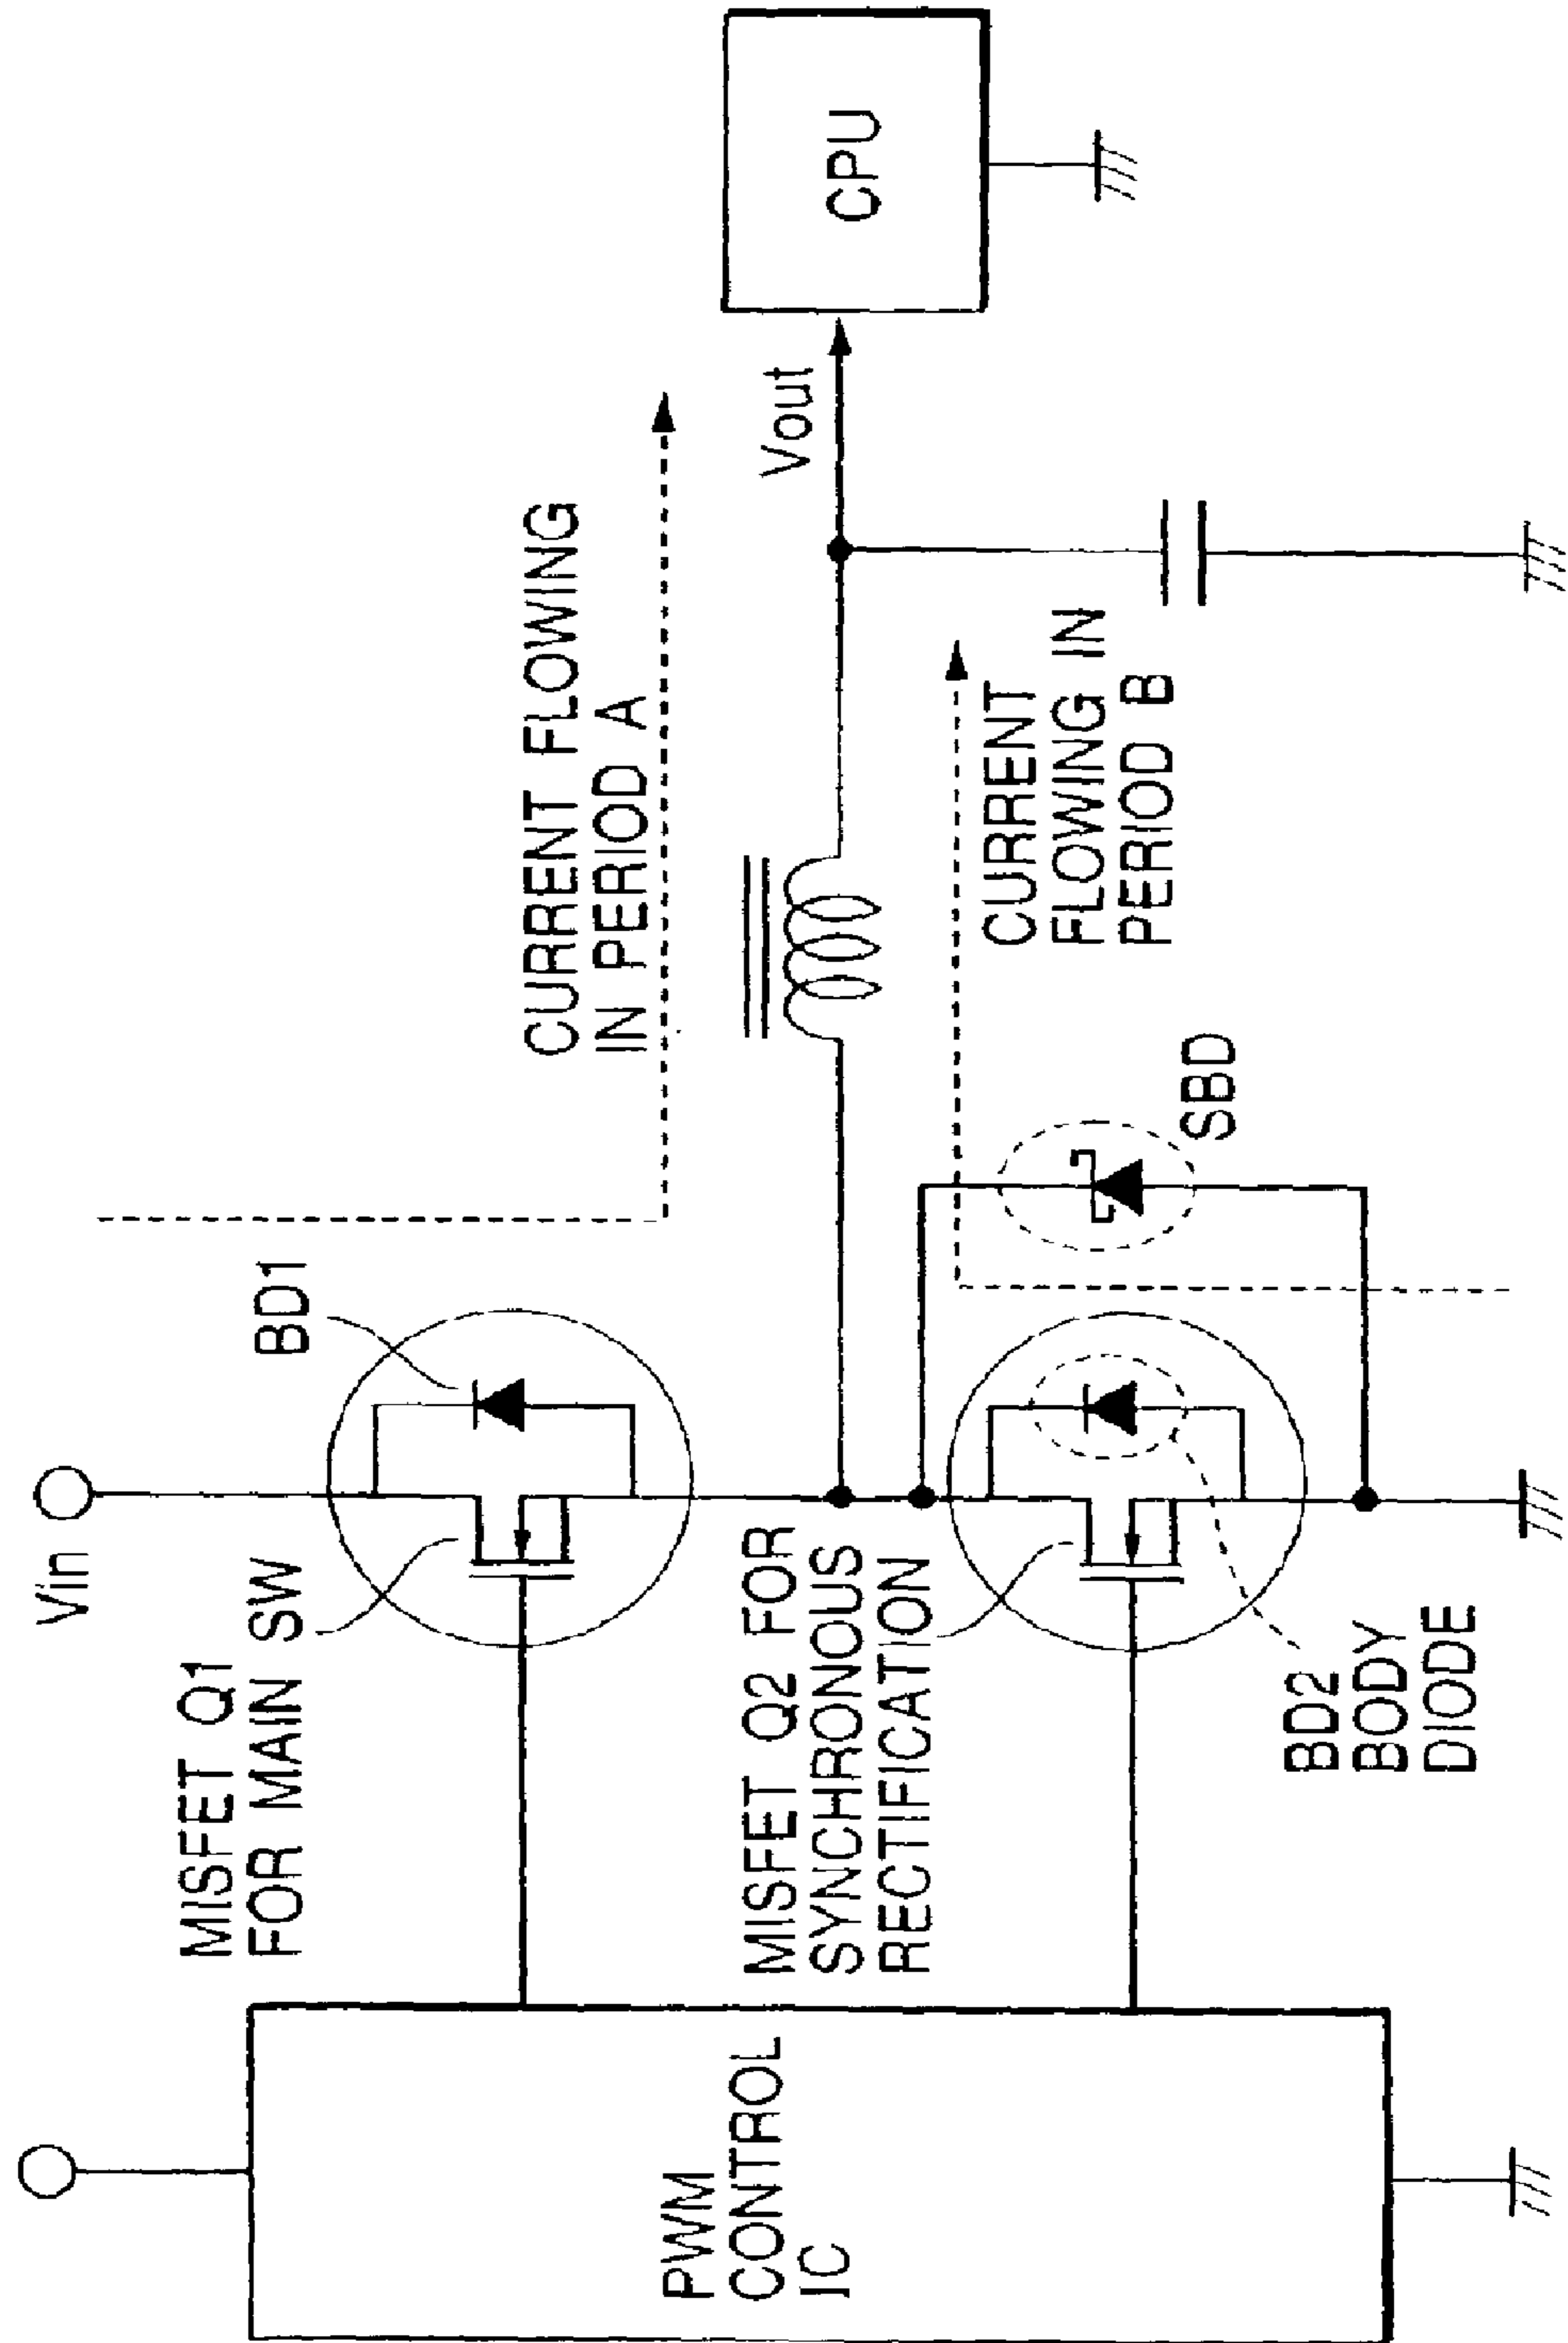 Vin
MISFET Q1
FOR MAIN SW
BD1
CURRENT FLOWING
IN PERIOD A
Vout
CPU
PWM
CONTROL
IC
MISFET Q2 FOR
SYNCHRONOUS
RECTIFICATION
BD2
BODY
DIODE
SBD
CURRENT
FLOWING IN
PERIOD B